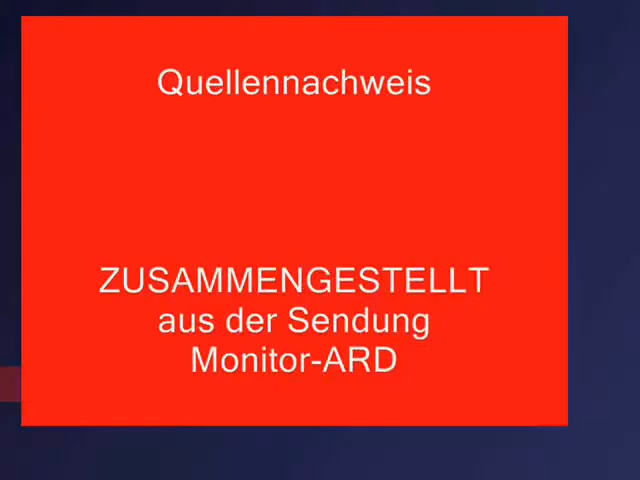 Quellennachweis
ZUSAMMENGESTELLT
aus der Sendung
Monitor-ARD